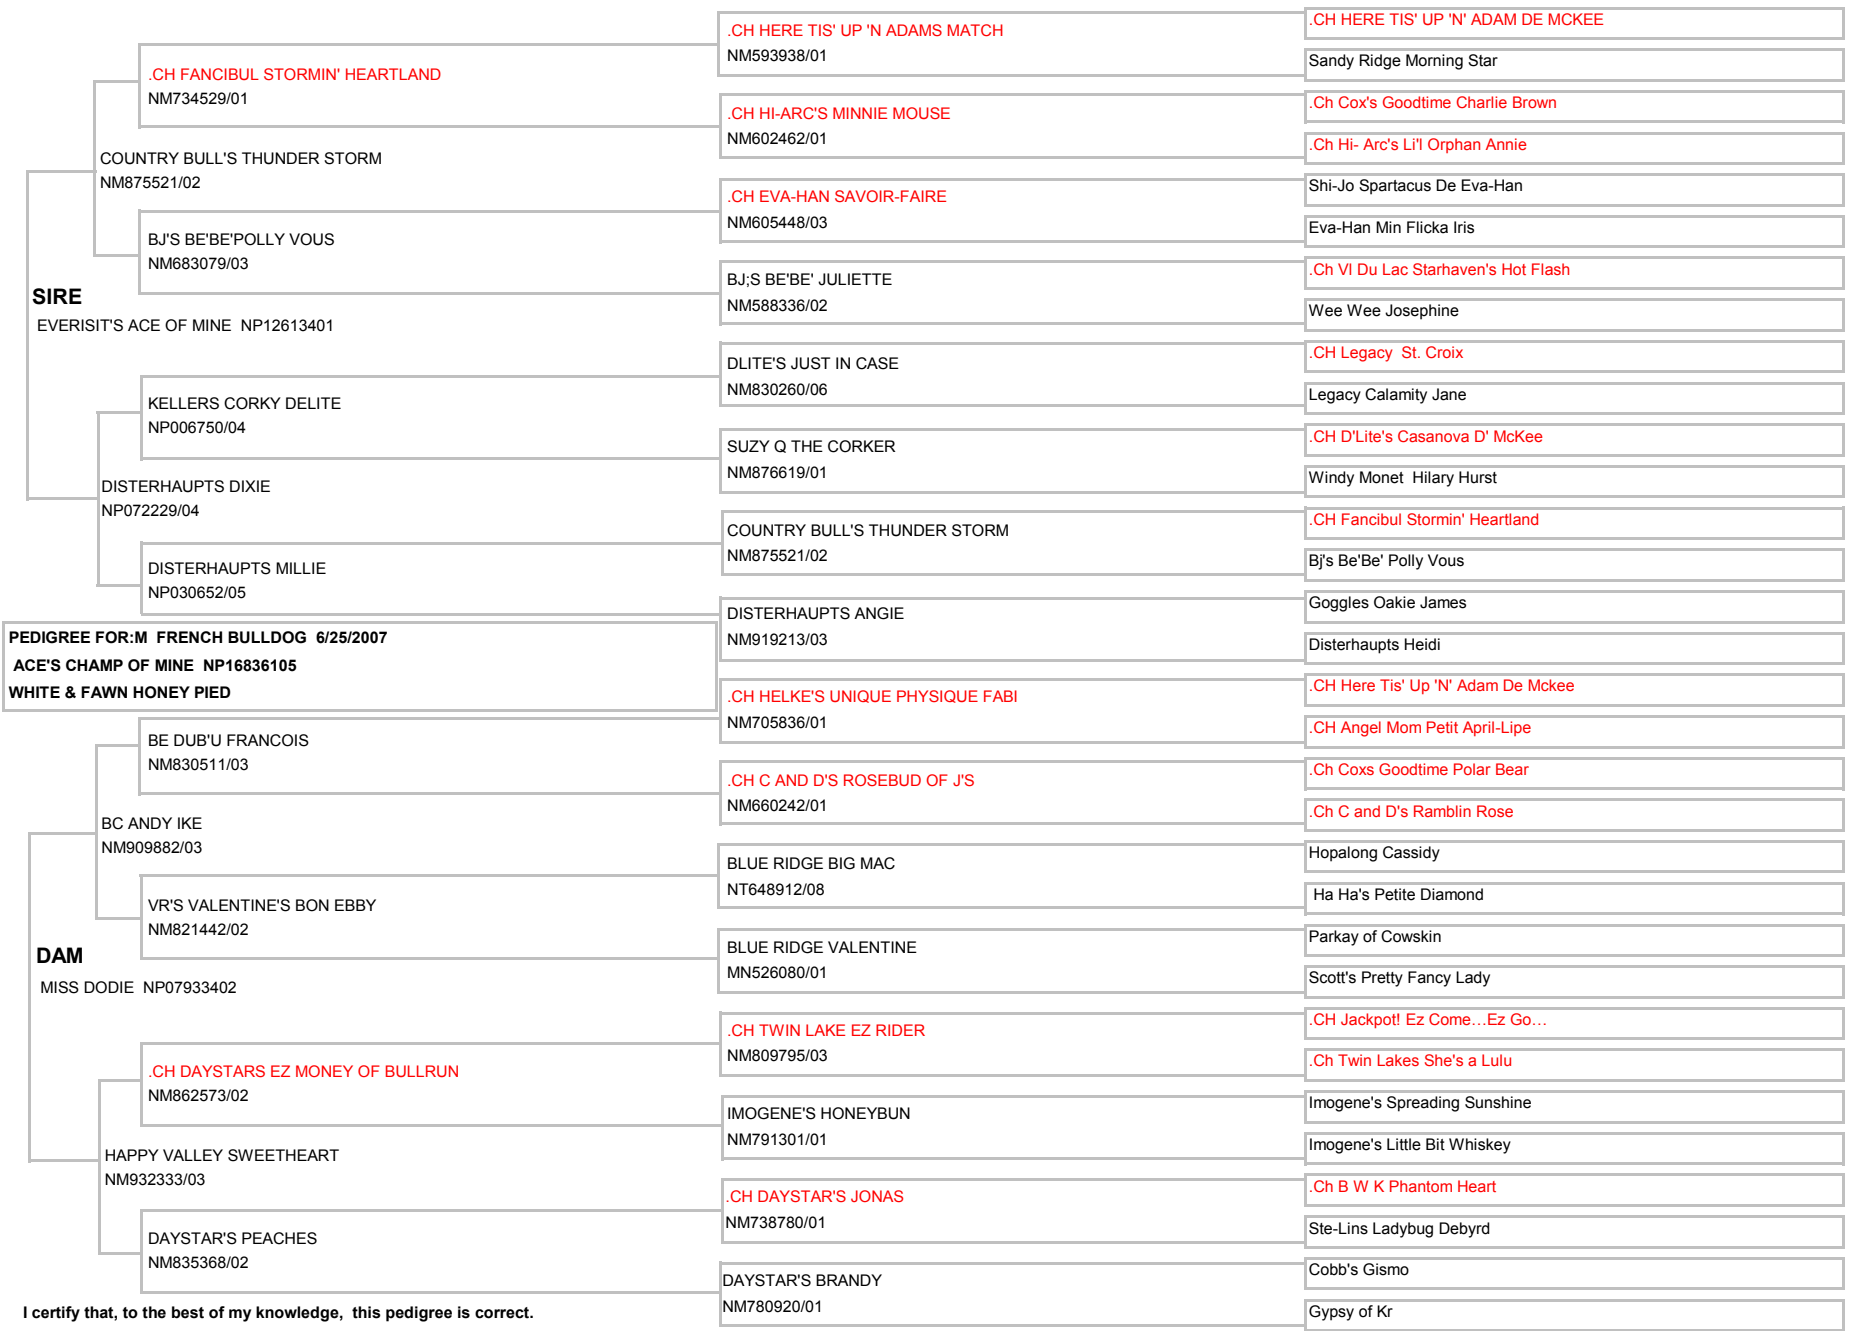 .CH HERE TIS' UP 'N' ADAM DE MCKEE
.CH HERE TIS' UP 'N ADAMS MATCH
NM593938/01
Sandy Ridge Morning Star
.CH FANCIBUL STORMIN' HEARTLAND
NM734529/01
.Ch Cox's Goodtime Charlie Brown
.CH HI-ARC'S MINNIE MOUSE
NM602462/01
.Ch Hi- Arc's Li'l Orphan Annie
COUNTRY BULL'S THUNDER STORM
NM875521/02
Shi-Jo Spartacus De Eva-Han
.CH EVA-HAN SAVOIR-FAIRE
NM605448/03
Eva-Han Min Flicka Iris
BJ'S BE'BE'POLLY VOUS
NM683079/03
.Ch Vl Du Lac Starhaven's Hot Flash
BJ;S BE'BE' JULIETTE
NM588336/02
Wee Wee Josephine
SIRE
EVERISIT'S ACE OF MINE  NP12613401
.CH Legacy  St. Croix
DLITE'S JUST IN CASE
NM830260/06
Legacy Calamity Jane
KELLERS CORKY DELITE
NP006750/04
.CH D'Lite's Casanova D' McKee
SUZY Q THE CORKER
NM876619/01
Windy Monet  Hilary Hurst
DISTERHAUPTS DIXIE
NP072229/04
.CH Fancibul Stormin' Heartland
COUNTRY BULL'S THUNDER STORM
NM875521/02
Bj's Be'Be' Polly Vous
DISTERHAUPTS MILLIE
NP030652/05
Goggles Oakie James
DISTERHAUPTS ANGIE
NM919213/03
Disterhaupts Heidi
PEDIGREE FOR:M  FRENCH BULLDOG  6/25/2007
ACE'S CHAMP OF MINE  NP16836105
WHITE & FAWN HONEY PIED
.CH Here Tis' Up 'N' Adam De Mckee
.CH HELKE'S UNIQUE PHYSIQUE FABI
NM705836/01
.CH Angel Mom Petit April-Lipe
BE DUB'U FRANCOIS
NM830511/03
.Ch Coxs Goodtime Polar Bear
.CH C AND D'S ROSEBUD OF J'S
NM660242/01
.Ch C and D's Ramblin Rose
BC ANDY IKE
NM909882/03
Hopalong Cassidy
BLUE RIDGE BIG MAC
NT648912/08
Ha Ha's Petite Diamond
VR'S VALENTINE'S BON EBBY
NM821442/02
Parkay of Cowskin
BLUE RIDGE VALENTINE
MN526080/01
Scott's Pretty Fancy Lady
DAM
MISS DODIE  NP07933402
.CH Jackpot! Ez Come…Ez Go…
.CH TWIN LAKE EZ RIDER
NM809795/03
.Ch Twin Lakes She's a Lulu
.CH DAYSTARS EZ MONEY OF BULLRUN
NM862573/02
Imogene's Spreading Sunshine
IMOGENE'S HONEYBUN
NM791301/01
Imogene's Little Bit Whiskey
HAPPY VALLEY SWEETHEART
NM932333/03
.Ch B W K Phantom Heart
.CH DAYSTAR'S JONAS
NM738780/01
Ste-Lins Ladybug Debyrd
DAYSTAR'S PEACHES
NM835368/02
Cobb's Gismo
DAYSTAR'S BRANDY
NM780920/01
Gypsy of Kr
I certify that, to the best of my knowledge,  this pedigree is correct.